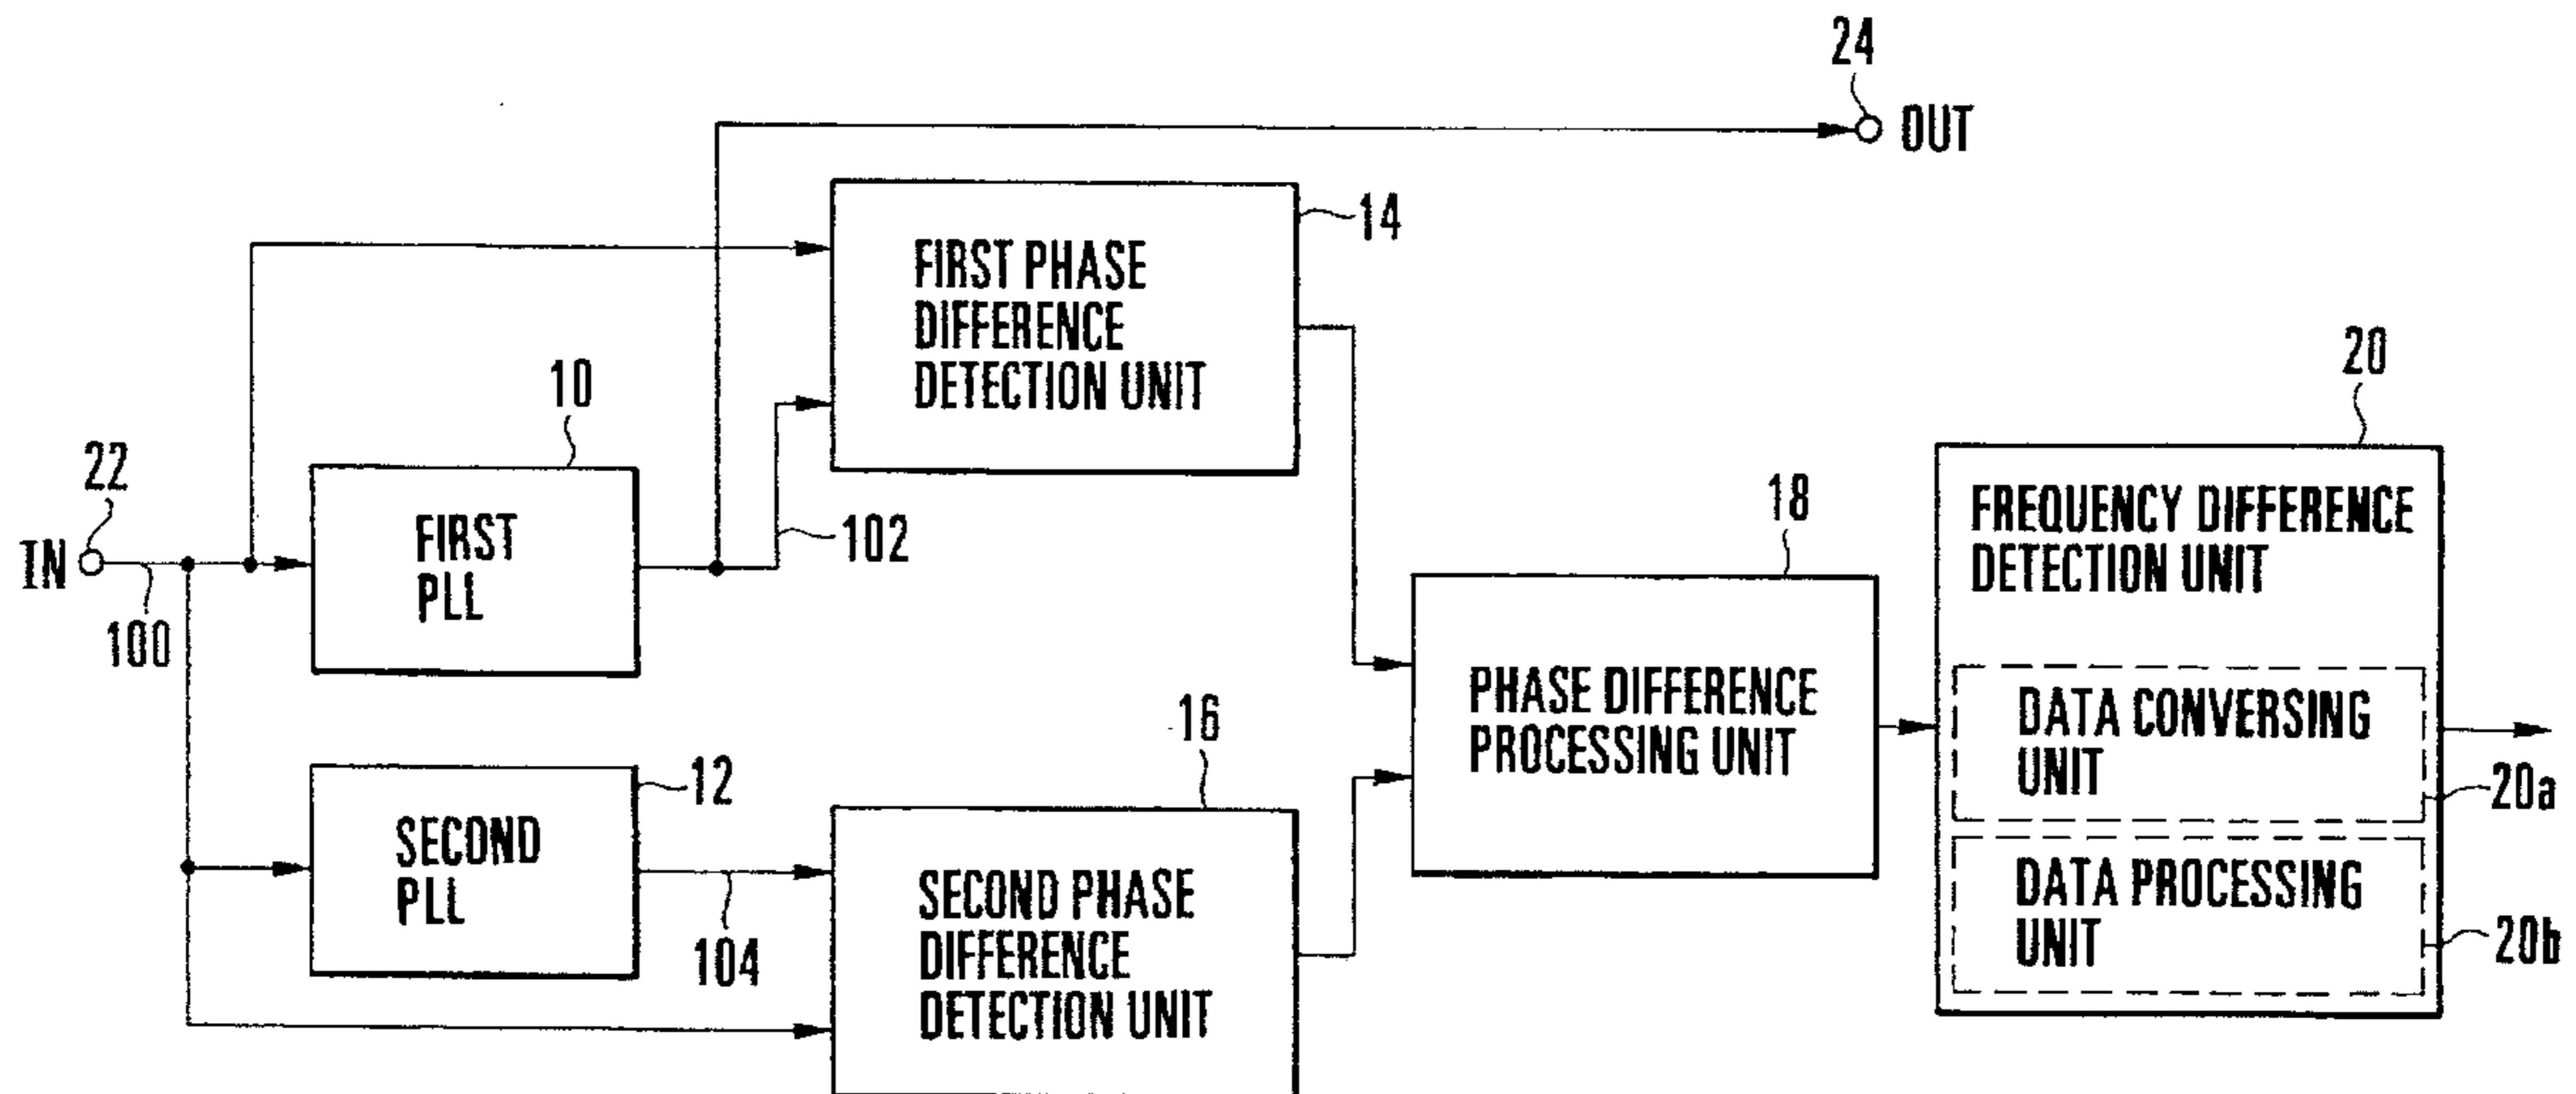 24
OUT
14
FIRST PHASE
DIFFERENCE
DETECTION UNIT
10
22
IN
100
FIRST
PLL
102
20
FREQUENCY DIFFERENCE
DETECTION UNIT
18
PHASE DIFFERENCE
PROCESSING UNIT
DATA CONVERSING
UNIT
20a
DATA PROCESSING
UNIT
20b
12
SECOND
PLL
104
16
SECOND PHASE
DIFFERENCE
DETECTION UNIT